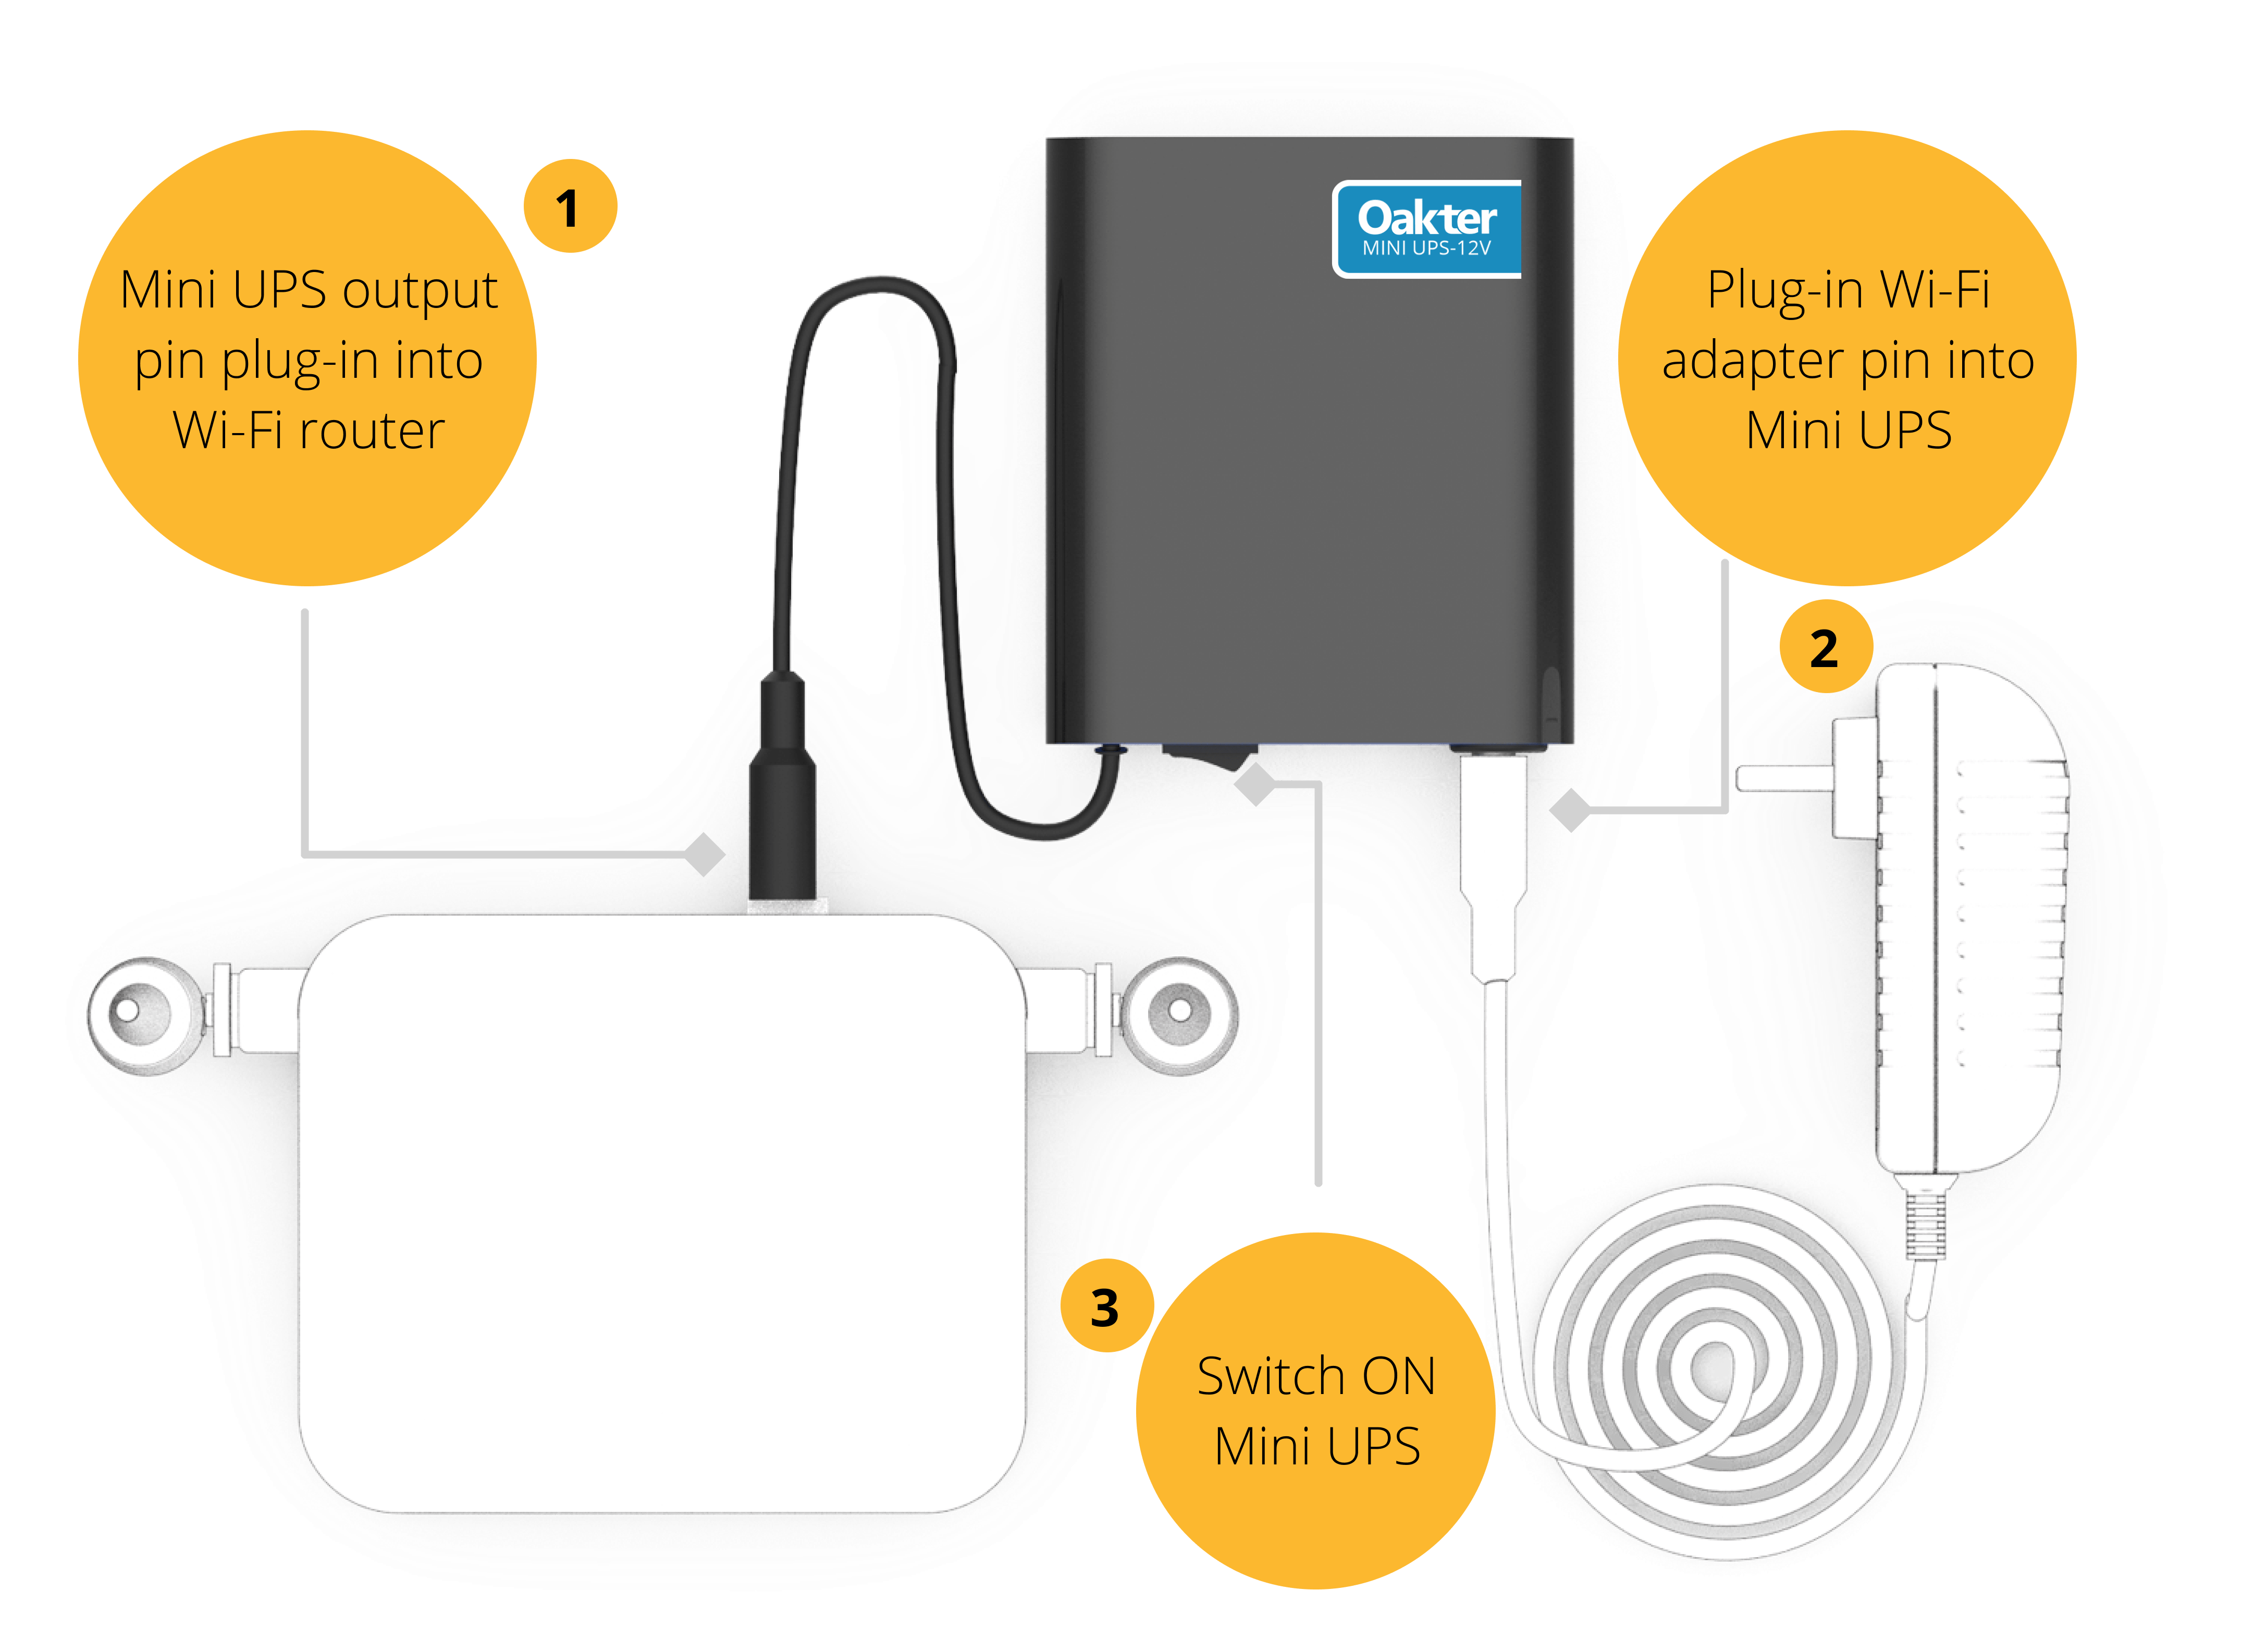 1
Mini UPS output
pin plug-in into
Wi-Fi router
Oakter
MINI UPS-12V
Plug-in Wi-Fi
adapter pin into
Mini UPS
2
3
Switch ON
Mini UPS